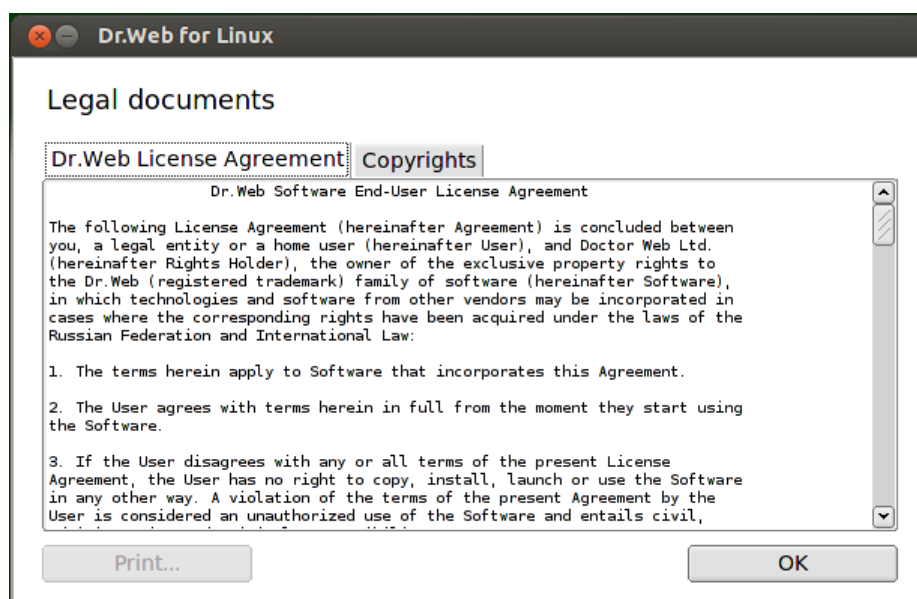 Dr.Web for Linux
Legal documents
Dr.Web License Agreement Copyrights
Dr.Web Software End-User License Agreement
The following License Agreement (hereinafter Agreement) is concluded between
you, a legal entity or a home user (hereinafter User), and Doctor Web Ltd.
(hereinafter Rights Holder), the owner of the exclusive property rights to
the Dr.Web (registered trademark) family of software (hereinafter Software),
in which technologies and software from other vendors may be incorporated in
cases where the corresponding rights have been acquired under the laws of the
Russian Federation and International Law:
1. The terms herein apply to Software that incorporates this Agreement.
2. The User agrees with terms herein in full from the moment they start using
the Software.
3. If the User disagrees with any or all terms of the present License
Agreement, the User has no right to copy, install, launch or use the Software
in any other way. A violation of the terms of the present Agreement by the
User is considered an unauthorized use of the Software and entails civil,
Print... OK